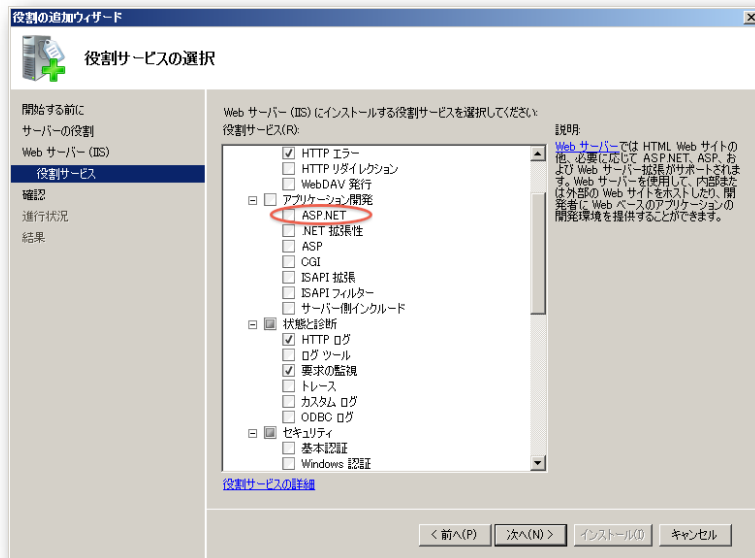 役割の追加ウィザード
役割サービスの選択
開始する前に
サーバーの役割
Web サーバー (IIS)
役割サービス
確認
進行状況
結果
Web サーバー (IIS) にインストールする役割サービスを選択してください:
役割サービス(R):
HTTP エラー
HTTP リダイレクション
WebDAV 発行
アプリケーション開発
ASP.NET
.NET 拡張性
ASP
CGI
ISAPI 拡張
ISAPI フィルター
サーバー側インクルード
状態と診断
HTTP ログ
ログ ツール
要求の監視
トレース
カスタム ログ
ODBC ログ
セキュリティ
基本認証
Windows 認証
役割サービスの詳細
説明:
Web サーバーでは HTML Web サイトの
他、必要に応じて ASP.NET、ASP、お
よび Web サーバー拡張がサポートされま
す。Web サーバーを使用して、内部また
は外部の Web サイトをホストしたり、開
発者に Web ベースのアプリケーションの
開発環境を提供することができます。
< 前へ(P)
次へ(N) >
インストール(I)
キャンセル